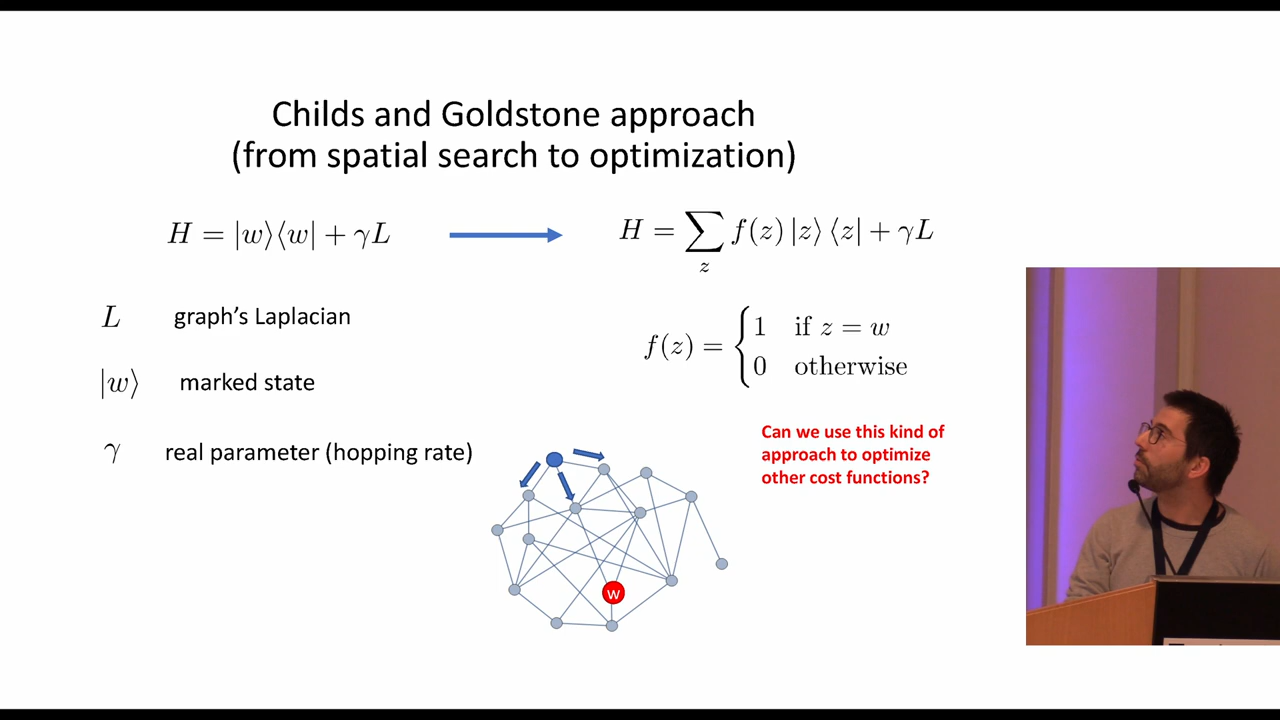 Childs and Goldstone approach
(from spatial search to optimization)
H = |w⟩⟨w| + γL
H = ∑_z f(z) |z⟩ ⟨z| + γL
L graph's Laplacian
f(z) = { 1 if z = w
0 otherwise
|w⟩ marked state
γ real parameter (hopping rate)
Can we use this kind of
approach to optimize
other cost functions?
w